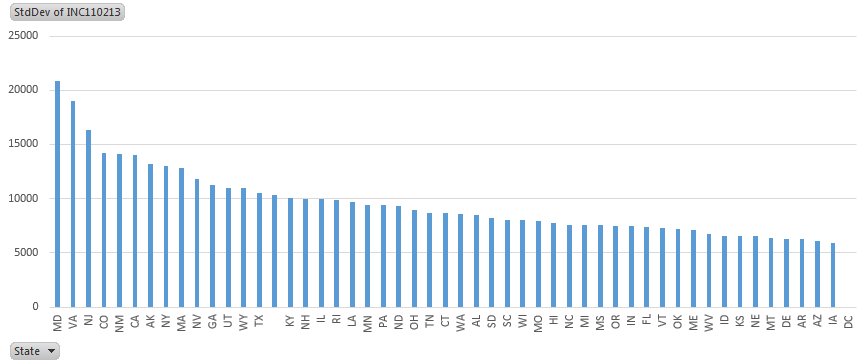 StdDev of INC110213
25000
20000
15000
10000
5000
0
MD VA NJ CO NM CA AK NY MA NV GA UT WY TX KY NH IL RI LA MN PA ND OH TN CT WA AL SD SC WI MO HI NC MI MS OR IN FL VT OK ME WV ID KS NE MT DE AR AZ IA DC
State